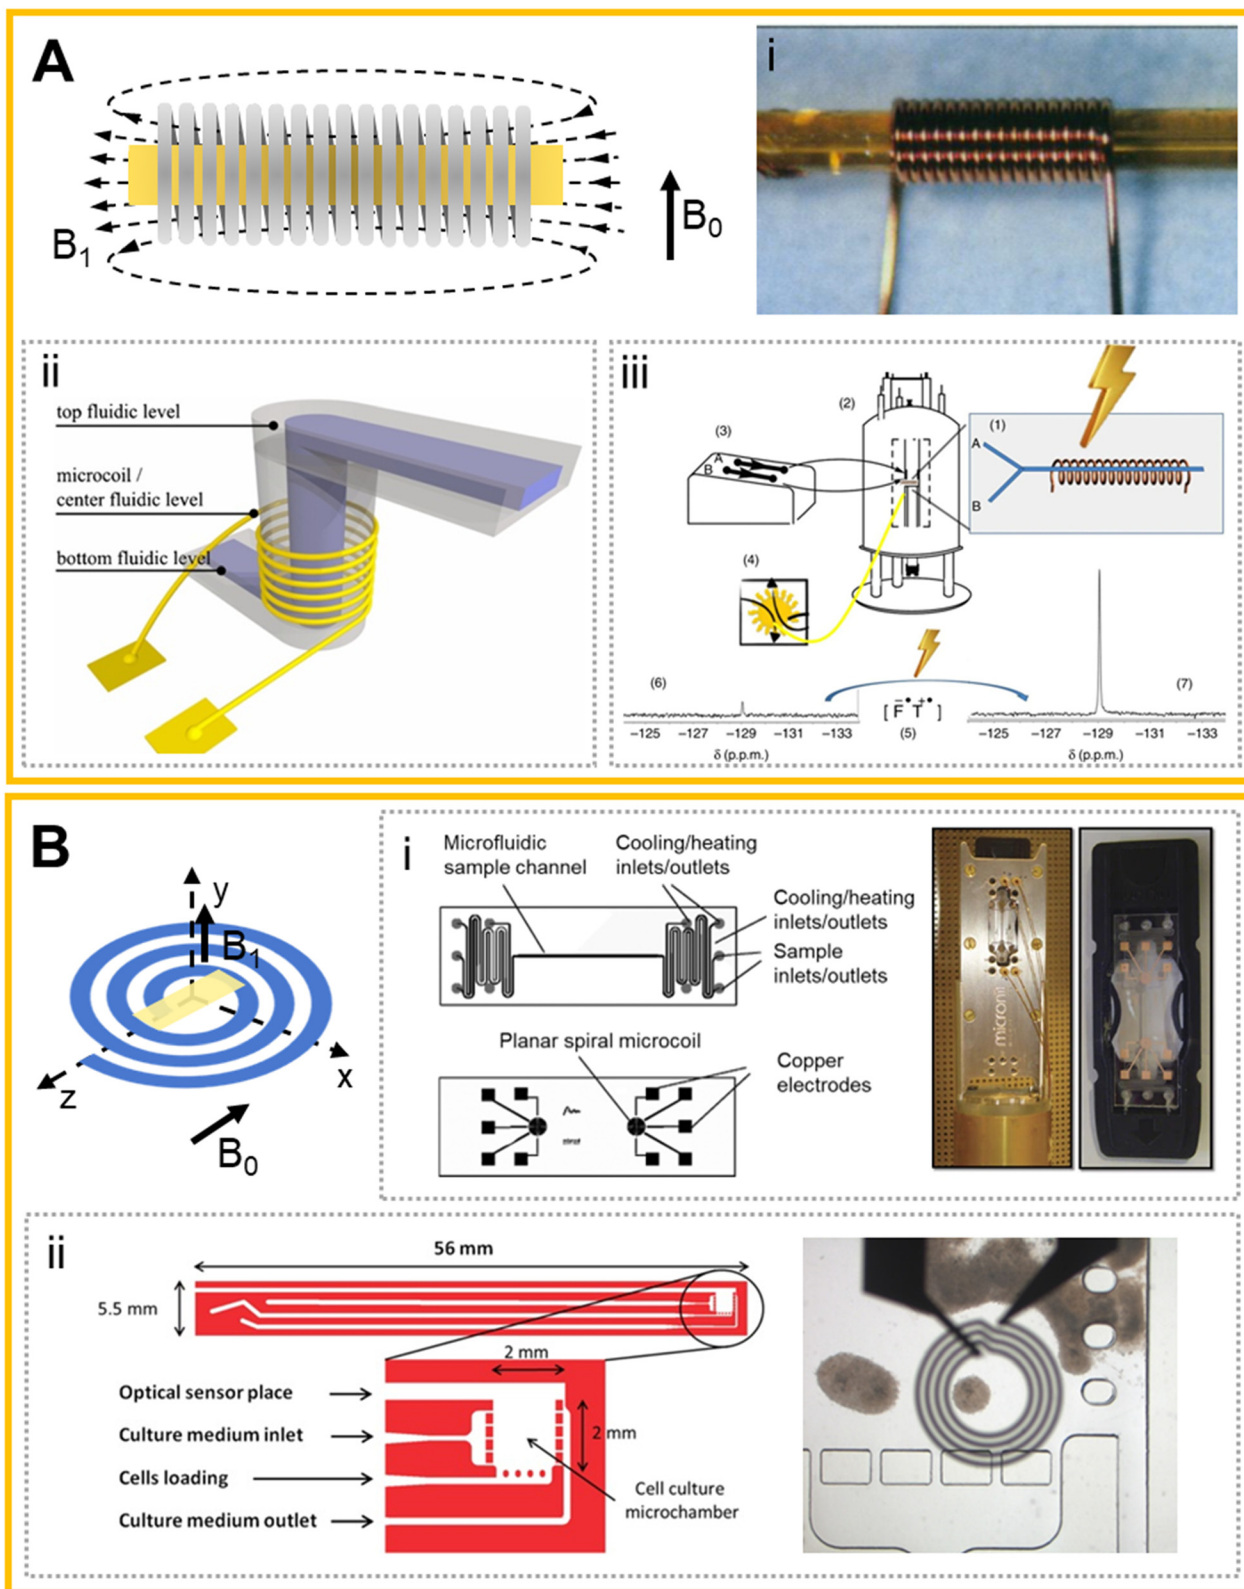 A
B₁
B₀
i
ii
top fluidic level
microcoil /
center fluidic level
bottom fluidic level
iii
(2)
(3)
A
B
(1)
A
B
(4)
(6)
(7)
[F̄• T⁺•]
(5)
−125 −127 −129 −131 −133
δ (p.p.m.)
−125 −127 −129 −131 −133
δ (p.p.m.)
B
y
B₁
x
z
B₀
i
Microfluidic
sample channel
Cooling/heating
inlets/outlets
Cooling/heating
inlets/outlets
Sample
inlets/outlets
Planar spiral microcoil
Copper
electrodes
micronit
ii
56 mm
5.5 mm
2 mm
2 mm
Optical sensor place
Culture medium inlet
Cells loading
Culture medium outlet
Cell culture
microchamber